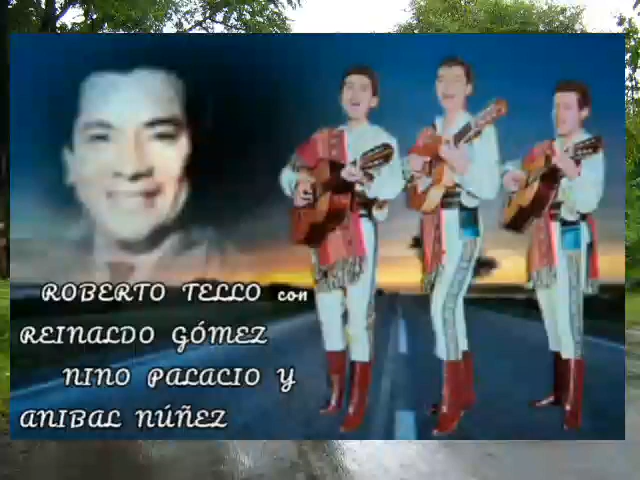 ROBERTO TELLO con
REINALDO GÓMEZ
NINO PALACIO Y
ANIBAL NÚÑEZ